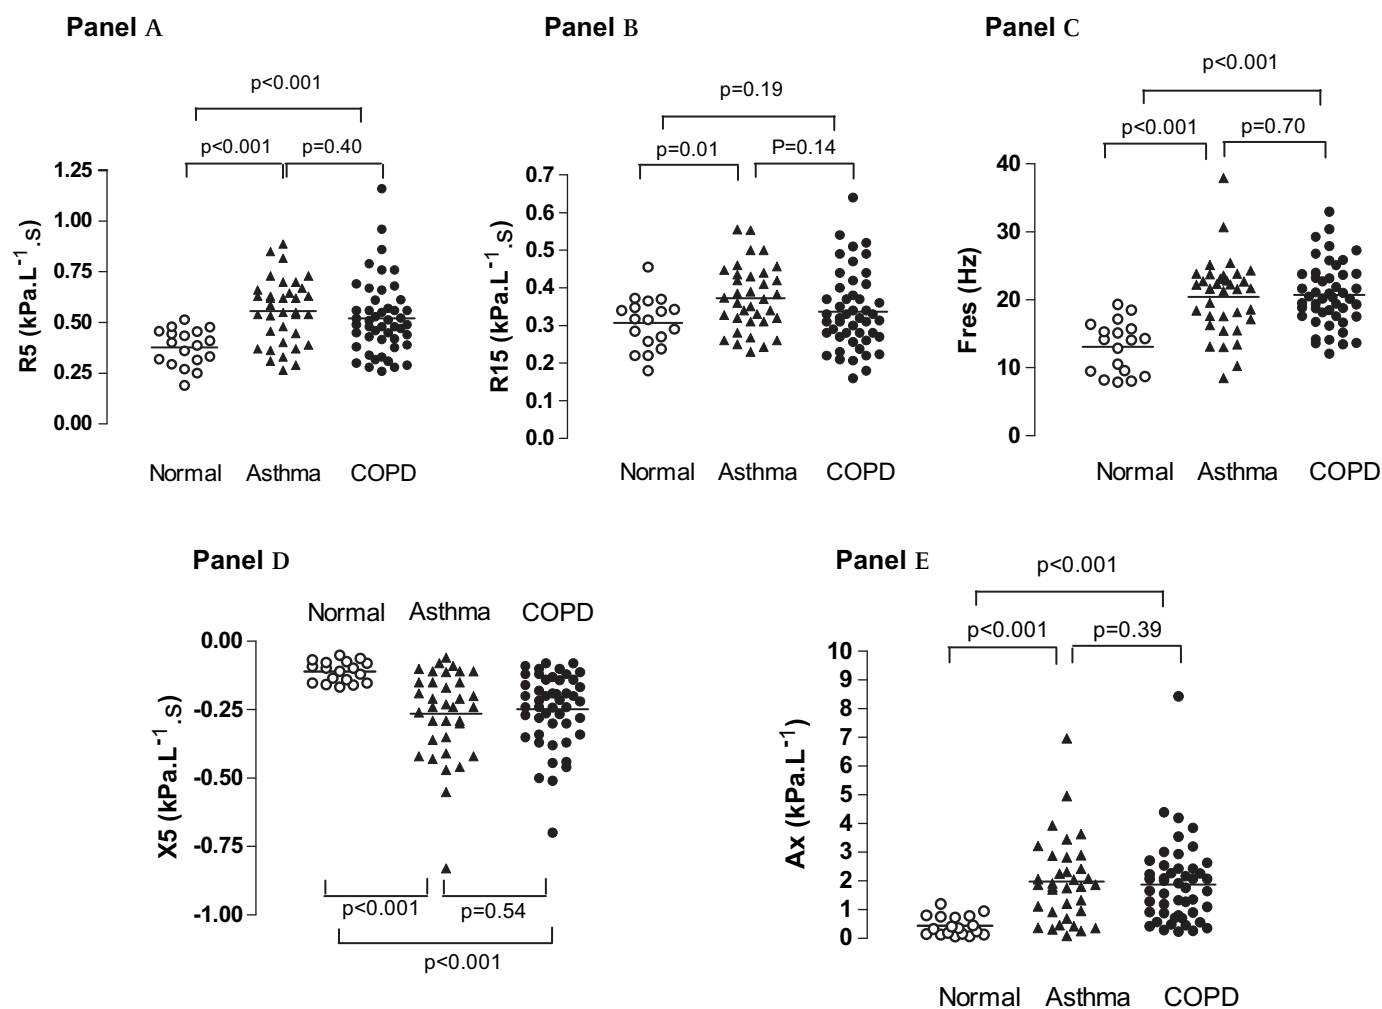 Panel A
p<0.001
p<0.001
p=0.40
1.25
1.00
0.75
0.50
0.25
0.00
R5 (kPa.L-1.s)
Normal
Asthma
COPD
Panel B
p=0.19
p=0.01
P=0.14
0.7
0.6
0.5
0.4
0.3
0.2
0.1
0.0
R15 (kPa.L-1.s)
Normal
Asthma
COPD
Panel C
p<0.001
p<0.001
p=0.70
40
30
20
10
0
Fres (Hz)
Normal
Asthma
COPD
Panel D
Normal
Asthma
COPD
0.00
-0.25
-0.50
-0.75
-1.00
X5 (kPa.L-1.s)
p<0.001
p=0.54
p<0.001
Panel E
p<0.001
p<0.001
p=0.39
10
9
8
7
6
5
4
3
2
1
0
Ax (kPa.L-1)
Normal
Asthma
COPD